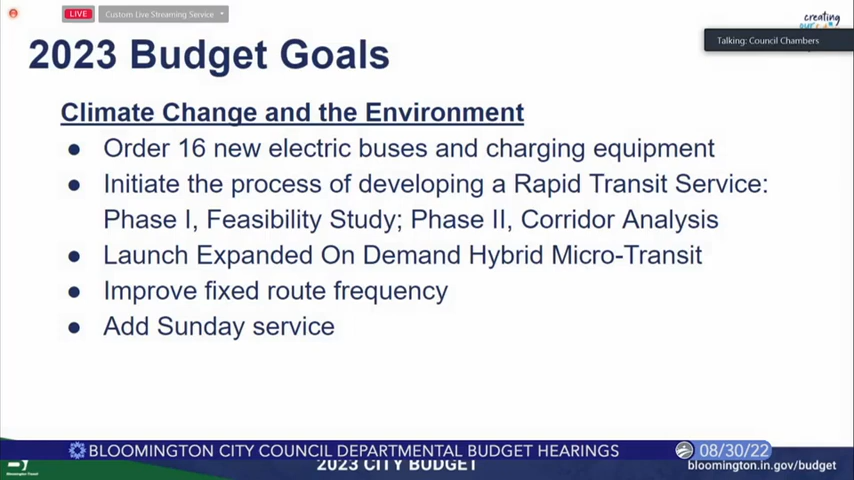 LIVE
Custom Live Streaming Service
creating
Talking: Council Chambers
2023 Budget Goals
Climate Change and the Environment
• Order 16 new electric buses and charging equipment
• Initiate the process of developing a Rapid Transit Service:
Phase I, Feasibility Study; Phase II, Corridor Analysis
• Launch Expanded On Demand Hybrid Micro-Transit
• Improve fixed route frequency
• Add Sunday service
BLOOMINGTON CITY COUNCIL DEPARTMENTAL BUDGET HEARINGS
08/30/22
2023 CITY BUDGET
bloomington.in.gov/budget
Bloomington Transit